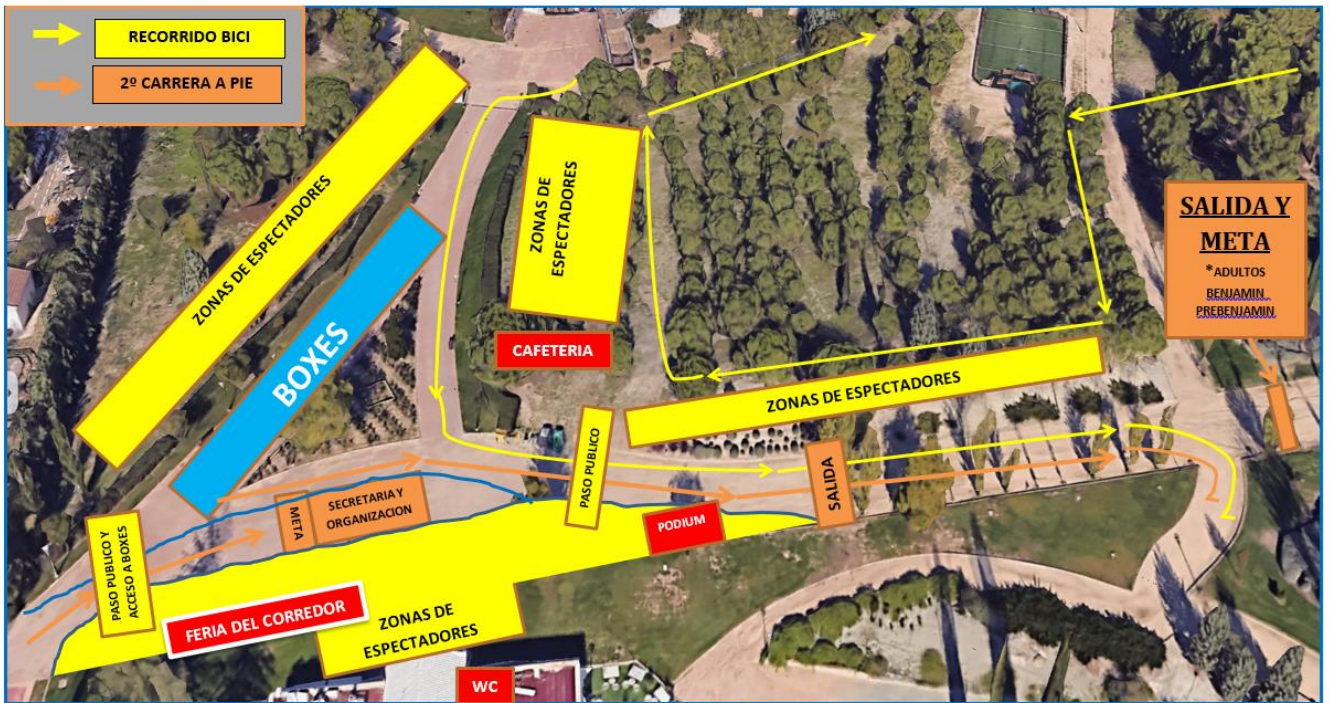 RECORRIDO BICI
2º CARRERA A PIE
ZONAS DE ESPECTADORES
BOXES
ZONAS DE
ESPECTADORES
CAFETERIA
SALIDA Y
META
*ADULTOS
BENJAMIN
PREBENJAMIN
ZONAS DE ESPECTADORES
PASO PUBLICO
SALIDA
PODIUM
META
SECRETARIA Y
ORGANIZACION
PASO PUBLICO Y
ACCESO A BOXES
FERIA DEL CORREDOR
ZONAS DE
ESPECTADORES
WC